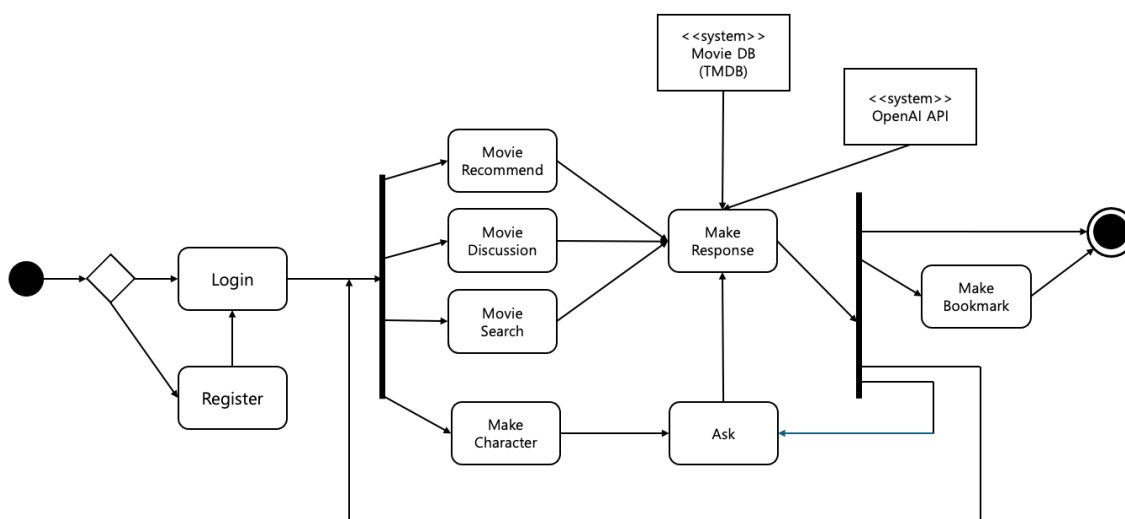 <<system>>
Movie DB
(TMDB)
<<system>>
OpenAI API
Movie
Recommend
Movie
Discussion
Make
Response
Login
Movie
Search
Make
Bookmark
Register
Make
Character
Ask